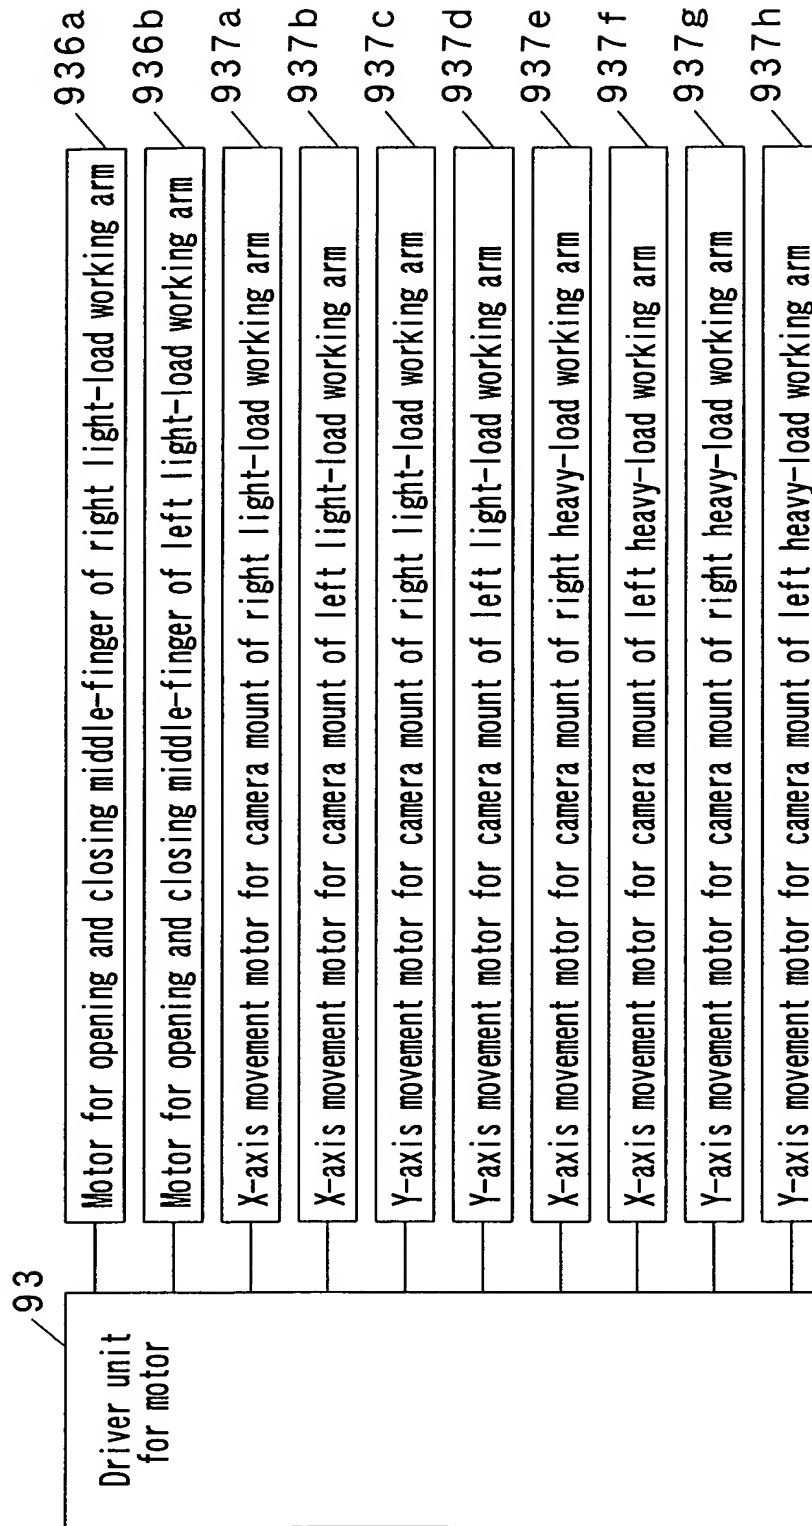 93
Driver unit
for motor
Motor for opening and closing middle-finger of right light-load working arm
936a
Motor for opening and closing middle-finger of left light-load working arm
936b
X-axis movement motor for camera mount of right light-load working arm
937a
X-axis movement motor for camera mount of left light-load working arm
937b
Y-axis movement motor for camera mount of right light-load working arm
937c
Y-axis movement motor for camera mount of left light-load working arm
937d
X-axis movement motor for camera mount of right heavy-load working arm
937e
X-axis movement motor for camera mount of left heavy-load working arm
937f
Y-axis movement motor for camera mount of right heavy-load working arm
937g
Y-axis movement motor for camera mount of left heavy-load working arm
937h